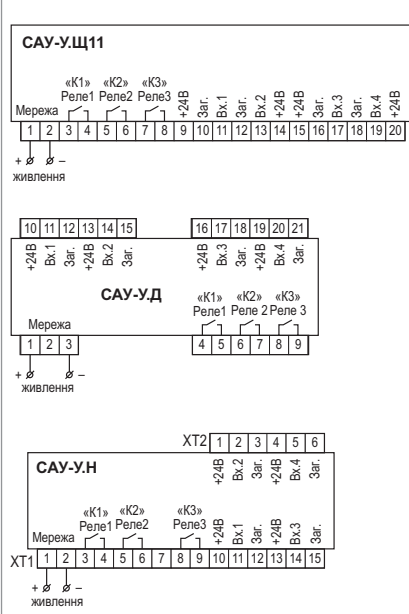 САУ-У.Щ11
«К1» «К2» «К3»
Мережа Реле1 Реле2 Реле3 +24В Заг. Вх.1 Заг. Вх.2 +24В +24В Заг. Вх.3 Заг. Вх.4 +24В
1 2 3 4 5 6 7 8 9 10 11 12 13 14 15 16 17 18 19 20
+ –
живлення
10 11 12 13 14 15 16 17 18 19 20 21
+24В Вх.1 Заг. +24В Вх.2 Заг. +24В Вх.3 Заг. +24В Вх.4 Заг.
САУ-У.Д
«К1» «К2» «К3»
Реле1 Реле 2 Реле 3
Мережа
1 2 3 4 5 6 7 8 9
+ –
живлення
ХТ2 1 2 3 4 5 6
САУ-У.Н
+24В Вх.2 Заг. +24В Вх.4 Заг.
«К1» «К2» «К3»
Реле1 Реле2 Реле3
Мережа +24В Вх.1 Заг. +24В Вх.3 Заг.
ХТ1 1 2 3 4 5 6 7 8 9 10 11 12 13 14 15
+ –
живлення